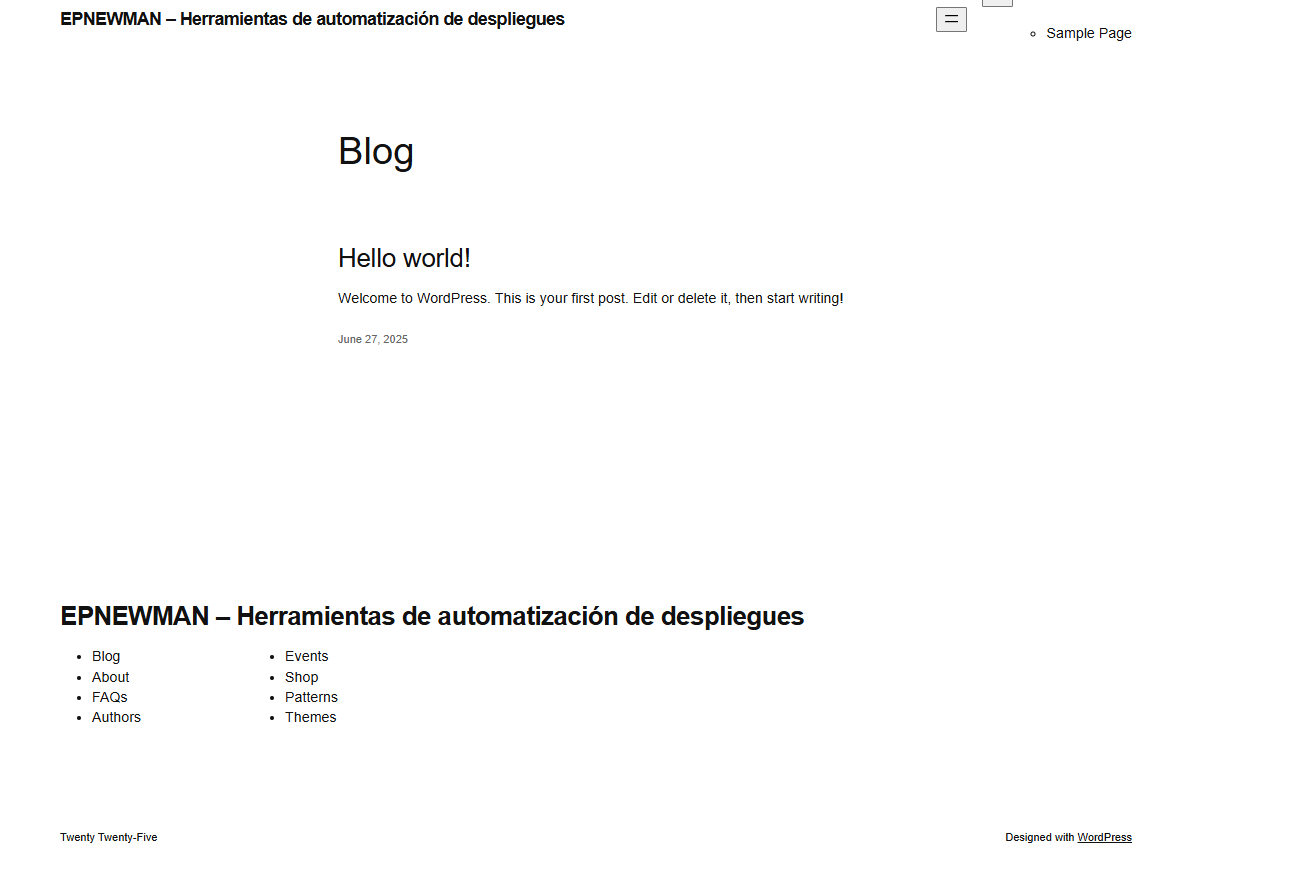 EPNEWMAN – Herramientas de automatización de despliegues
Sample Page
Blog
Hello world!
Welcome to WordPress. This is your first post. Edit or delete it, then start writing!
June 27, 2025
EPNEWMAN – Herramientas de automatización de despliegues
Blog
About
FAQs
Authors
Events
Shop
Patterns
Themes
Twenty Twenty-Five
Designed with WordPress